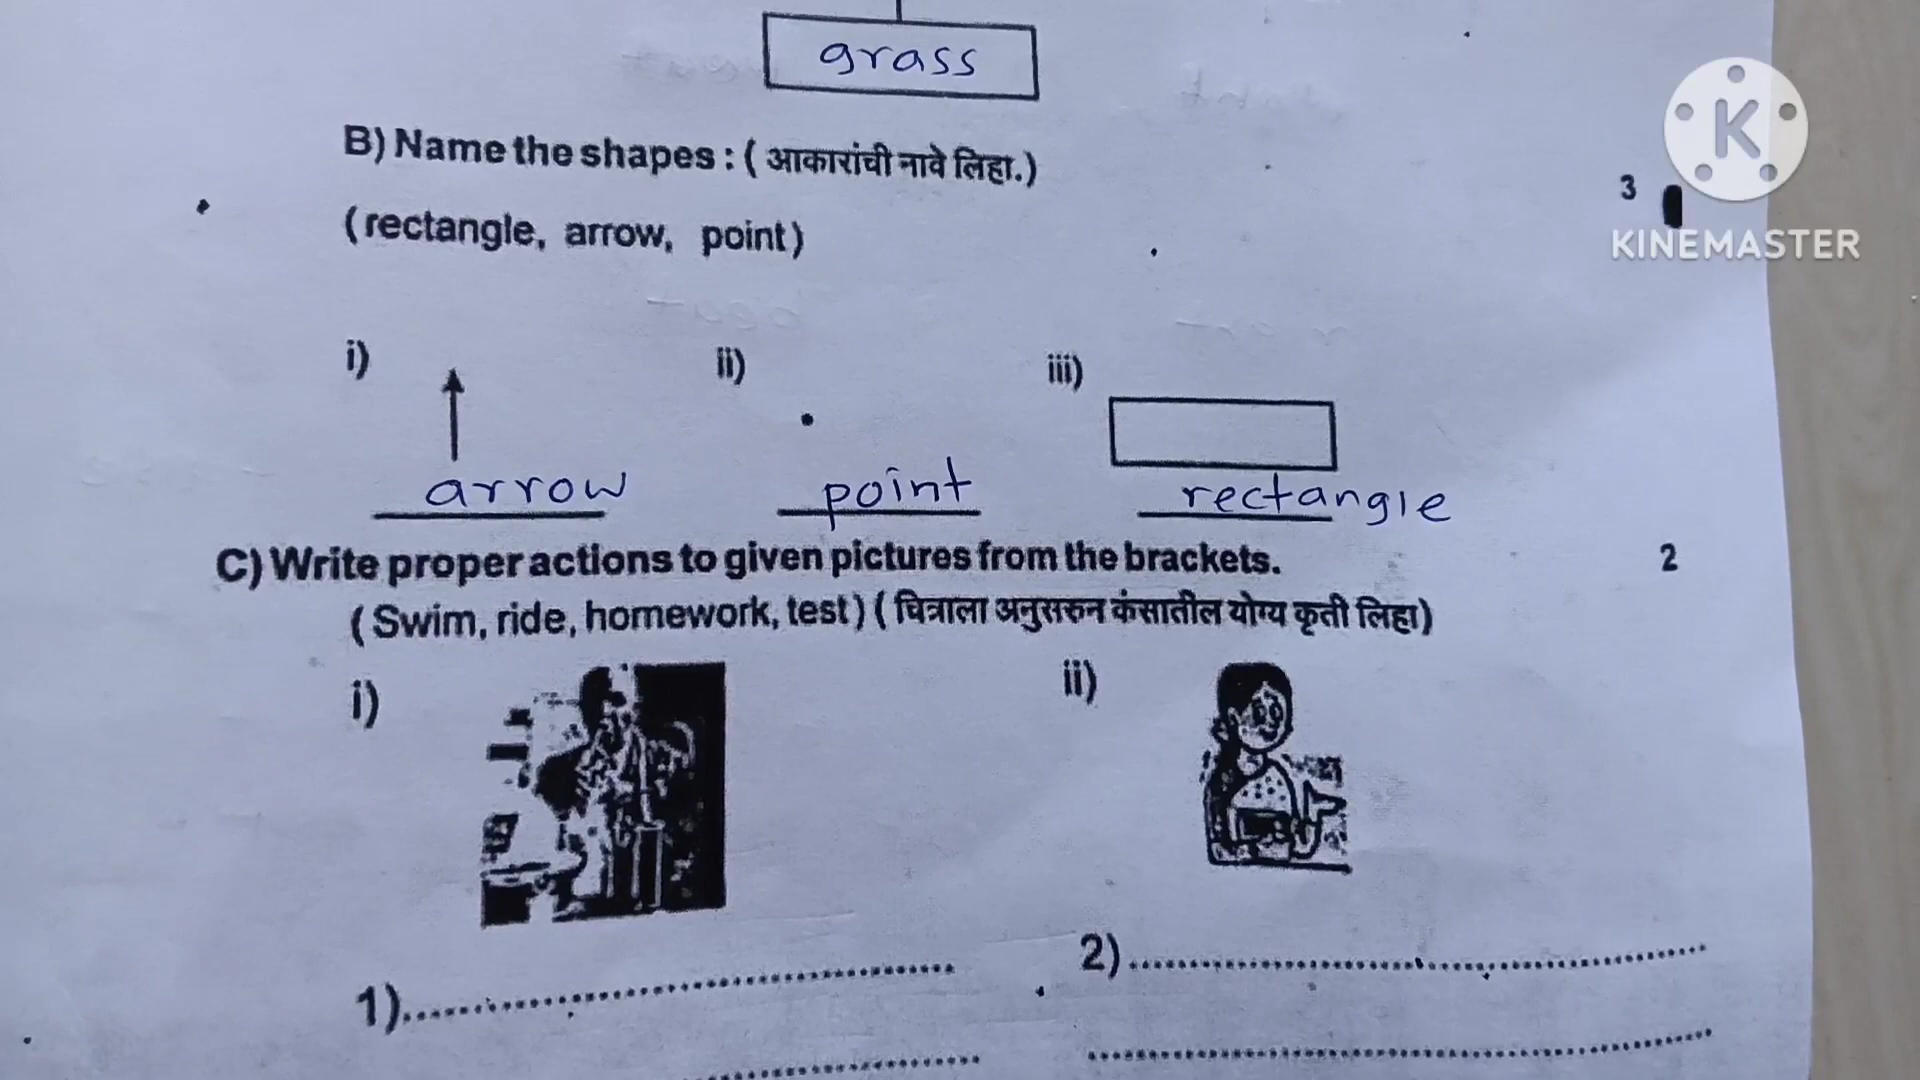 grass
B) Name the shapes : ( आकारांची नावे लिहा.)
3
(rectangle, arrow, point)
KINEMASTER
i)
ii)
iii)
arrow
point
rectangle
C) Write proper actions to given pictures from the brackets.
2
( Swim, ride, homework, test ) ( चित्राला अनुसरुन कंसातील योग्य कृती लिहा)
i)
ii)
1)
2)